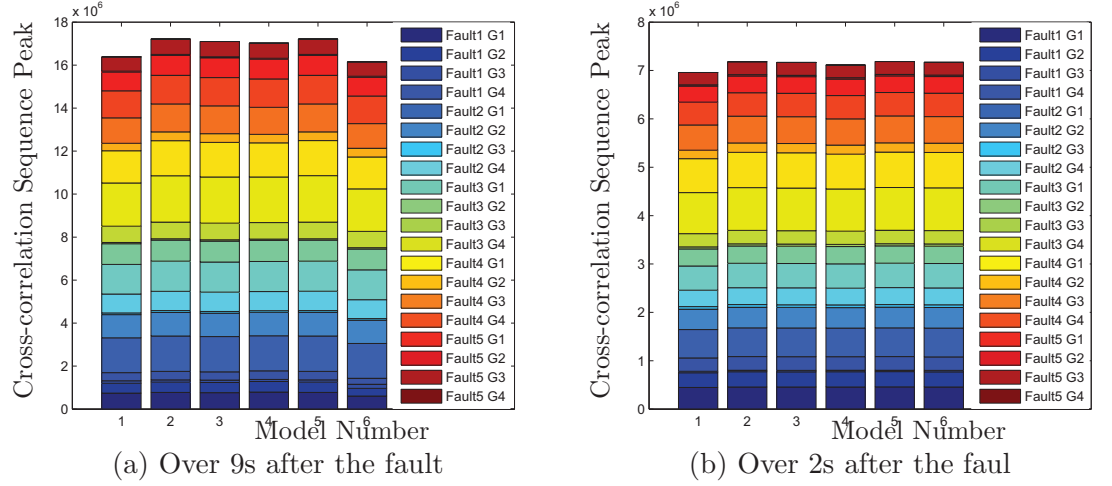 x 10^6
18
16
14
12
10
8
6
4
2
0
Cross-correlation Sequence Peak
1 2 3 4 5 6
Model Number
Fault1 G1
Fault1 G2
Fault1 G3
Fault1 G4
Fault2 G1
Fault2 G2
Fault2 G3
Fault2 G4
Fault3 G1
Fault3 G2
Fault3 G3
Fault3 G4
Fault4 G1
Fault4 G2
Fault4 G3
Fault4 G4
Fault5 G1
Fault5 G2
Fault5 G3
Fault5 G4
(a) Over 9s after the fault
x 10^6
8
7
6
5
4
3
2
1
0
Cross-correlation Sequence Peak
1 2 3 4 5 6
Model Number
Fault1 G1
Fault1 G2
Fault1 G3
Fault1 G4
Fault2 G1
Fault2 G2
Fault2 G3
Fault2 G4
Fault3 G1
Fault3 G2
Fault3 G3
Fault3 G4
Fault4 G1
Fault4 G2
Fault4 G3
Fault4 G4
Fault5 G1
Fault5 G2
Fault5 G3
Fault5 G4
(b) Over 2s after the faul